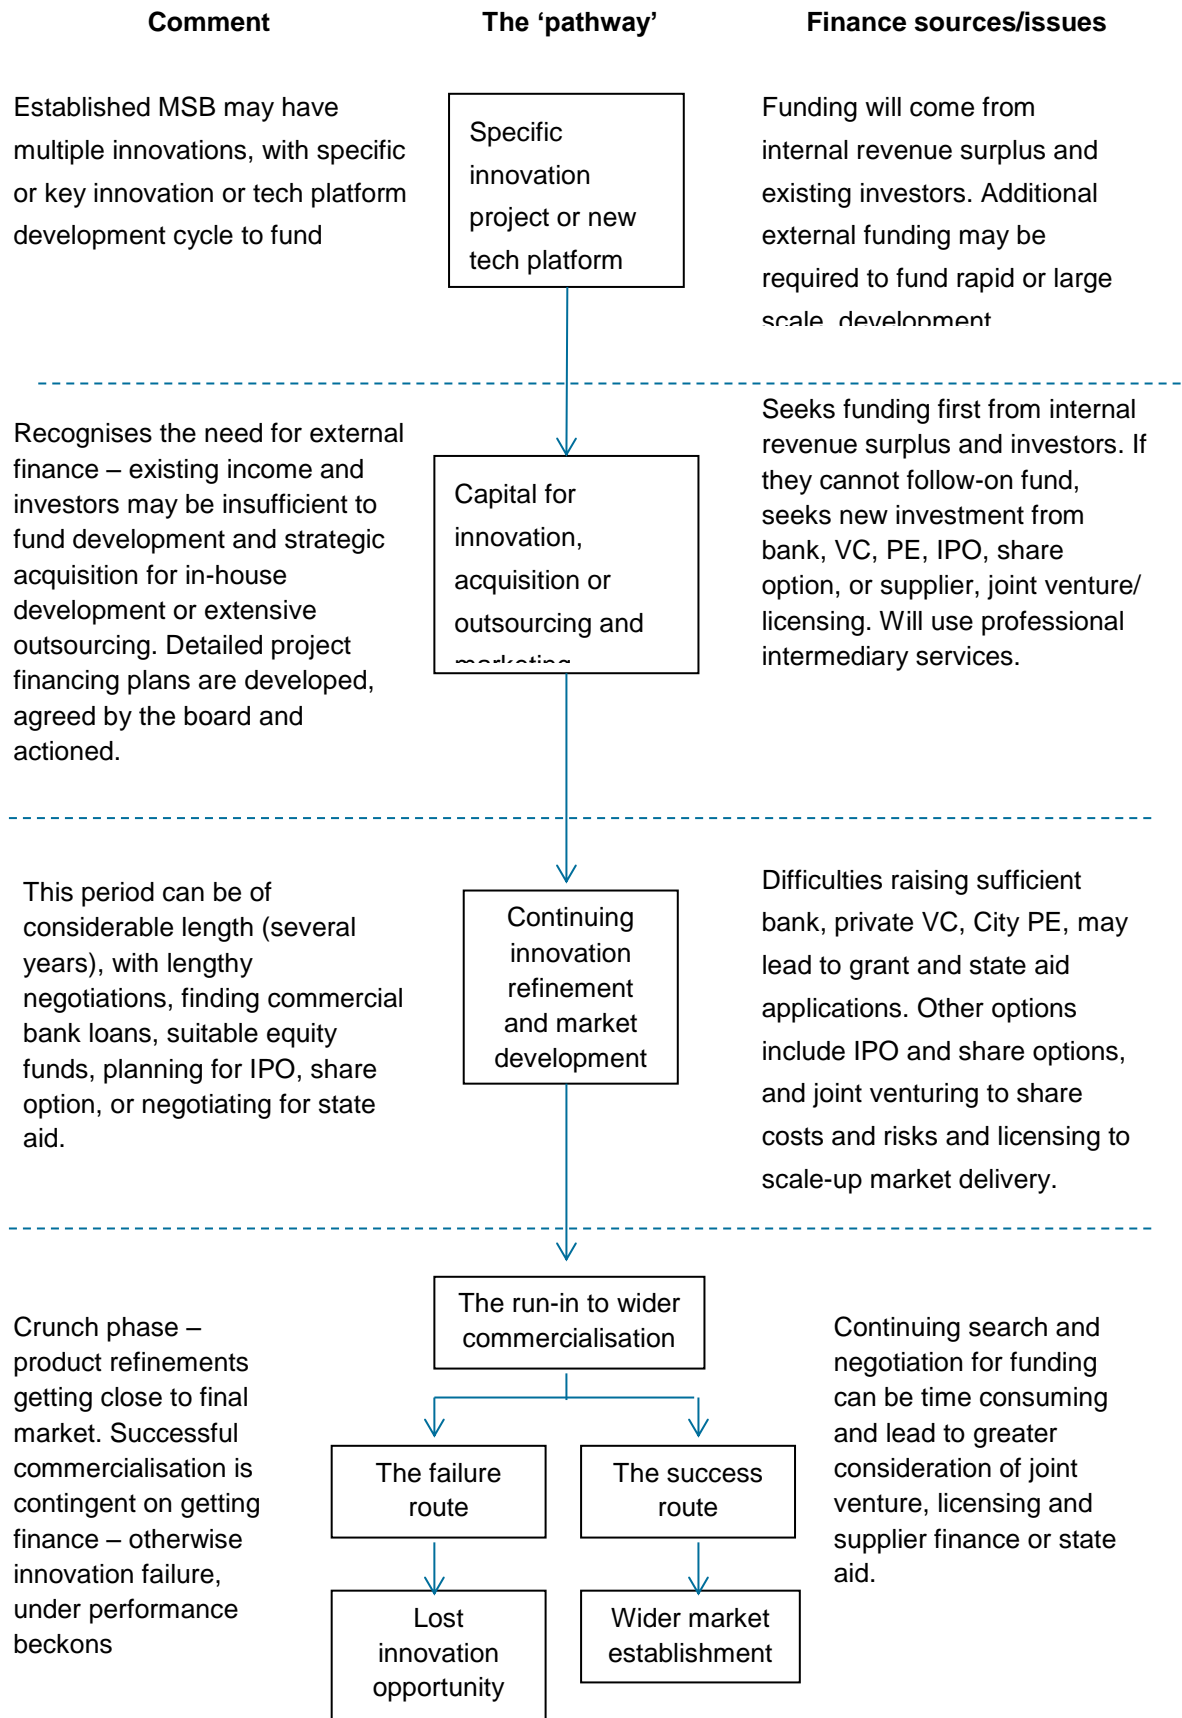 Comment
The ‘pathway’
Finance sources/issues
Established MSB may have
multiple innovations, with specific
or key innovation or tech platform
development cycle to fund
Specific
innovation
project or new
tech platform
Funding will come from
internal revenue surplus and
existing investors. Additional
external funding may be
required to fund rapid or large
scale development
Recognises the need for external
finance – existing income and
investors may be insufficient to
fund development and strategic
acquisition for in-house
development or extensive
outsourcing. Detailed project
financing plans are developed,
agreed by the board and
actioned.
Capital for
innovation,
acquisition or
outsourcing and
marketing
Seeks funding first from internal
revenue surplus and investors. If
they cannot follow-on fund,
seeks new investment from
bank, VC, PE, IPO, share
option, or supplier, joint venture/
licensing. Will use professional
intermediary services.
This period can be of
considerable length (several
years), with lengthy
negotiations, finding commercial
bank loans, suitable equity
funds, planning for IPO, share
option, or negotiating for state
aid.
Continuing
innovation
refinement
and market
development
Difficulties raising sufficient
bank, private VC, City PE, may
lead to grant and state aid
applications. Other options
include IPO and share options,
and joint venturing to share
costs and risks and licensing to
scale-up market delivery.
Crunch phase –
product refinements
getting close to final
market. Successful
commercialisation is
contingent on getting
finance – otherwise
innovation failure,
under performance
beckons
The run-in to wider
commercialisation
The failure
route
The success
route
Lost
innovation
opportunity
Wider market
establishment
Continuing search and
negotiation for funding
can be time consuming
and lead to greater
consideration of joint
venture, licensing and
supplier finance or state
aid.